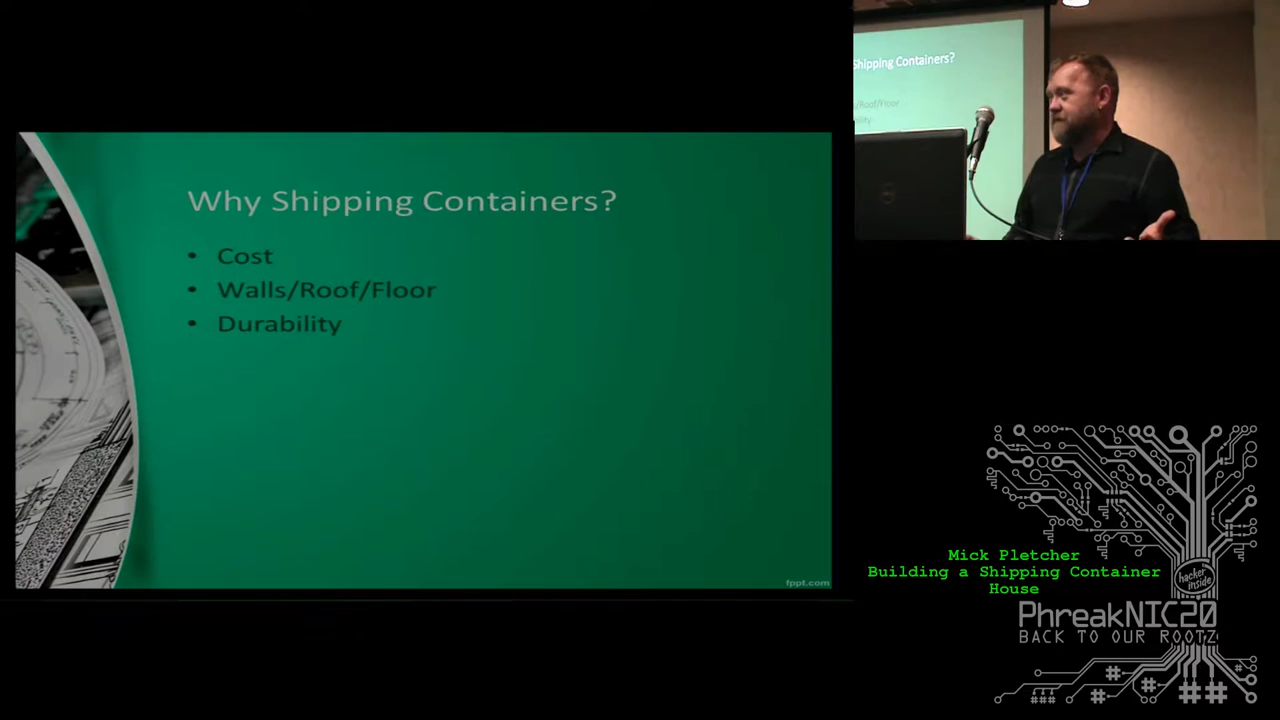 Why Shipping Containers?
• Cost
• Walls/Roof/Floor
• Durability
fppt.com
Shipping Containers?
/Roof/Floor
Mick Pletcher
Building a Shipping Container
House
hacker
inside
PhreakNIC20
BACK TO OUR ROOTZ
#
#
###
#
##